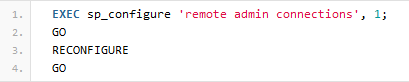 1. EXEC sp_configure 'remote admin connections', 1;
2. GO
3. RECONFIGURE
4. GO